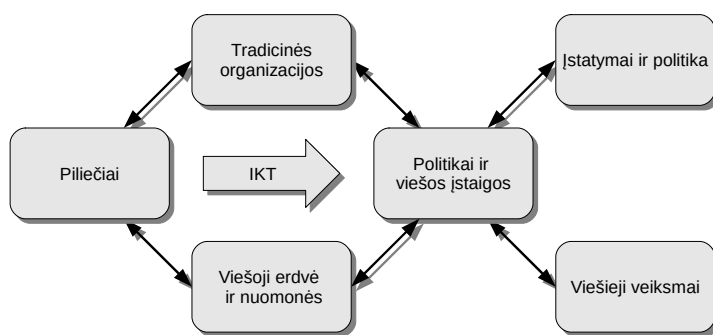 Tradicinės
organizacijos
Įstatymai ir politika
Piliečiai
IKT
Politikai ir
viešos įstaigos
Viešoji erdvė
ir nuomonės
Viešieji veiksmai